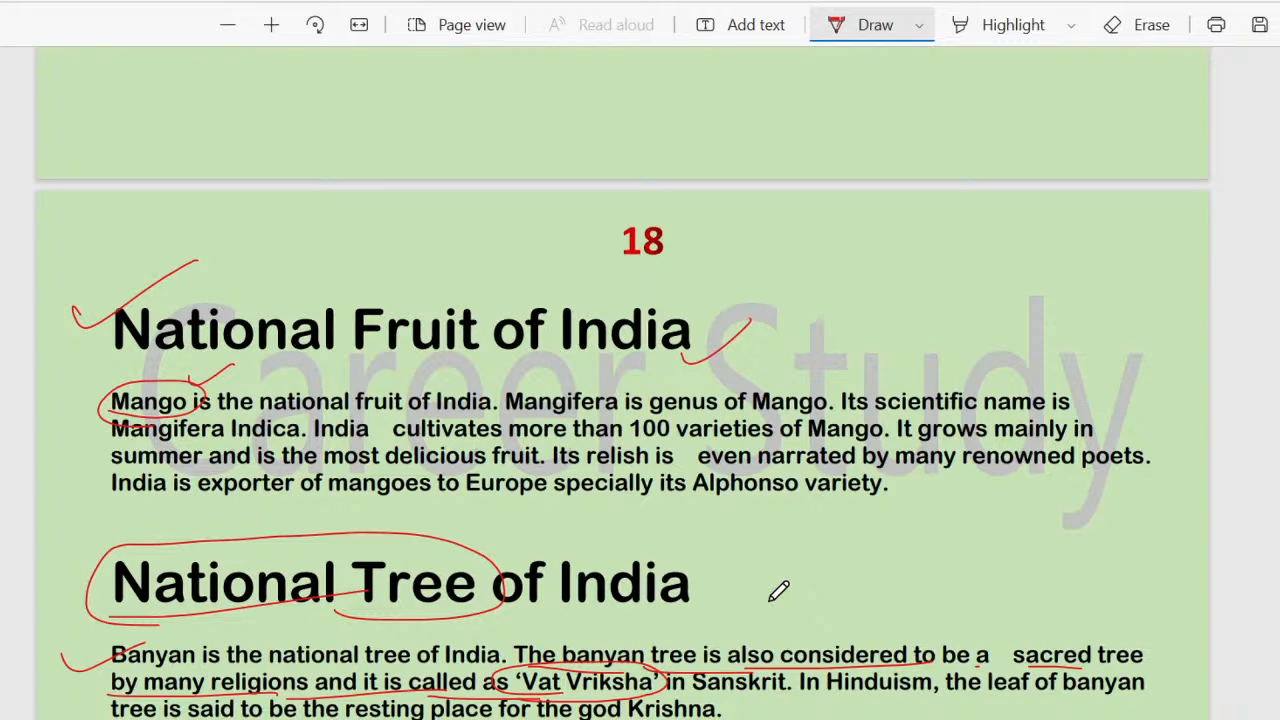 Page view Read aloud Add text Draw Highlight Erase
18
National Fruit of India
Career Study
Mango is the national fruit of India. Mangifera is genus of Mango. Its scientific name is
Mangifera Indica. India cultivates more than 100 varieties of Mango. It grows mainly in
summer and is the most delicious fruit. Its relish is even narrated by many renowned poets.
India is exporter of mangoes to Europe specially its Alphonso variety.
National Tree of India
Banyan is the national tree of India. The banyan tree is also considered to be a sacred tree
by many religions and it is called as ‘Vat Vriksha’ in Sanskrit. In Hinduism, the leaf of banyan
tree is said to be the resting place for the god Krishna.